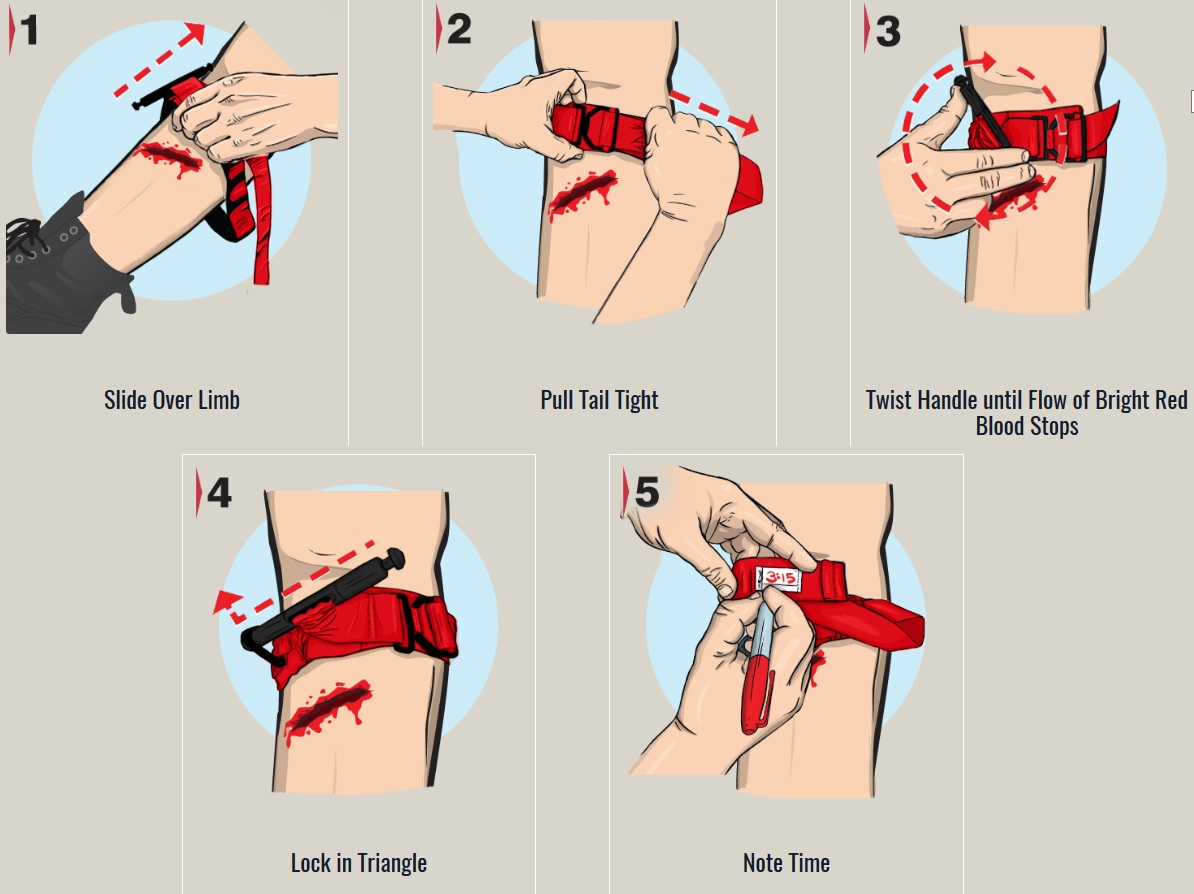 1
Slide Over Limb
2
Pull Tail Tight
3
Twist Handle until Flow of Bright Red
Blood Stops
4
Lock in Triangle
5
3:15
Note Time